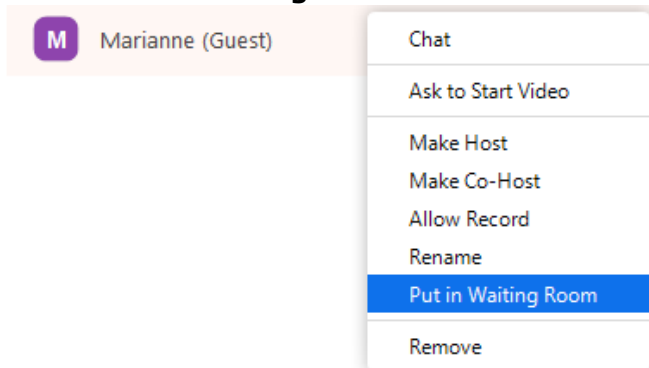 M Marianne (Guest)
Chat
Ask to Start Video
Make Host
Make Co-Host
Allow Record
Rename
Put in Waiting Room
Remove